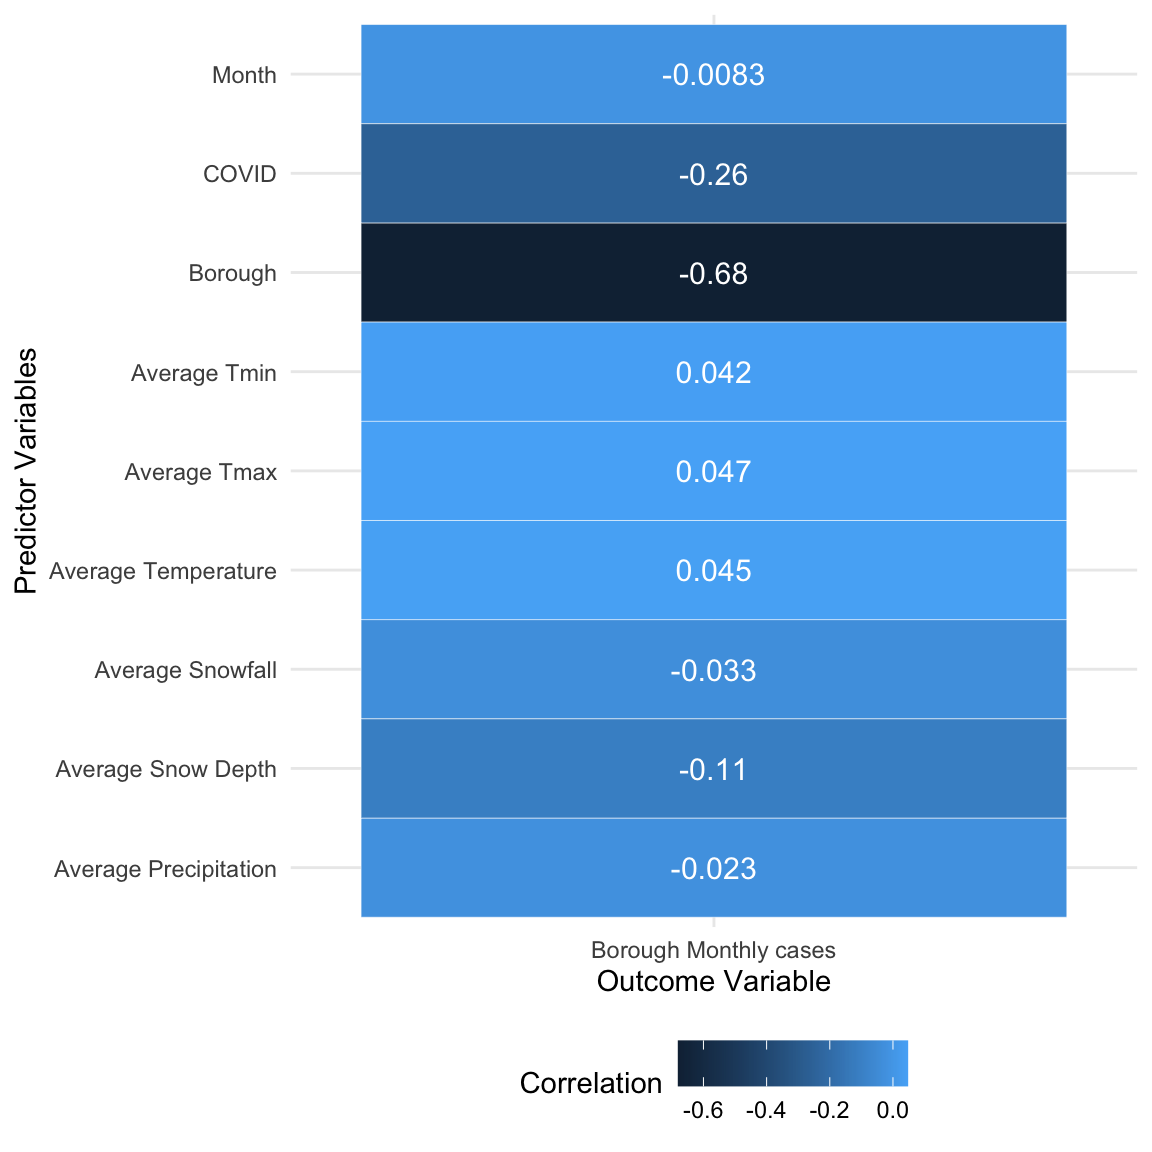 Predictor Variables
Month
-0.0083
COVID
-0.26
Borough
-0.68
Average Tmin
0.042
Average Tmax
0.047
Average Temperature
0.045
Average Snowfall
-0.033
Average Snow Depth
-0.11
Average Precipitation
-0.023
Borough Monthly cases
Outcome Variable
Correlation
-0.6 -0.4 -0.2 0.0